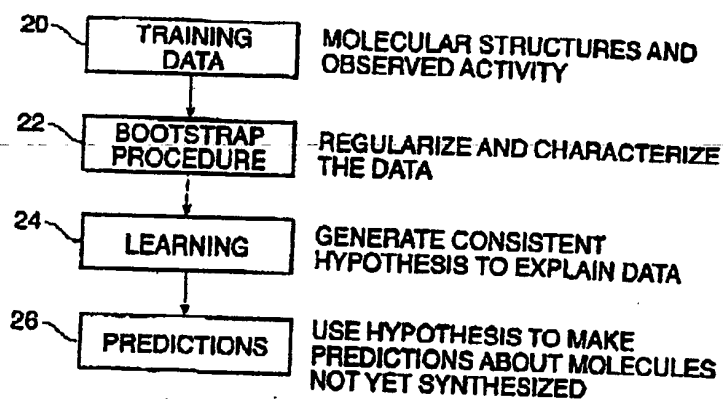 20
TRAINING
DATA
MOLECULAR STRUCTURES AND
OBSERVED ACTIVITY
22
BOOTSTRAP
PROCEDURE
REGULARIZE AND CHARACTERIZE
THE DATA
24
LEARNING
GENERATE CONSISTENT
HYPOTHESIS TO EXPLAIN DATA
26
PREDICTIONS
USE HYPOTHESIS TO MAKE
PREDICTIONS ABOUT MOLECULES
NOT YET SYNTHESIZED